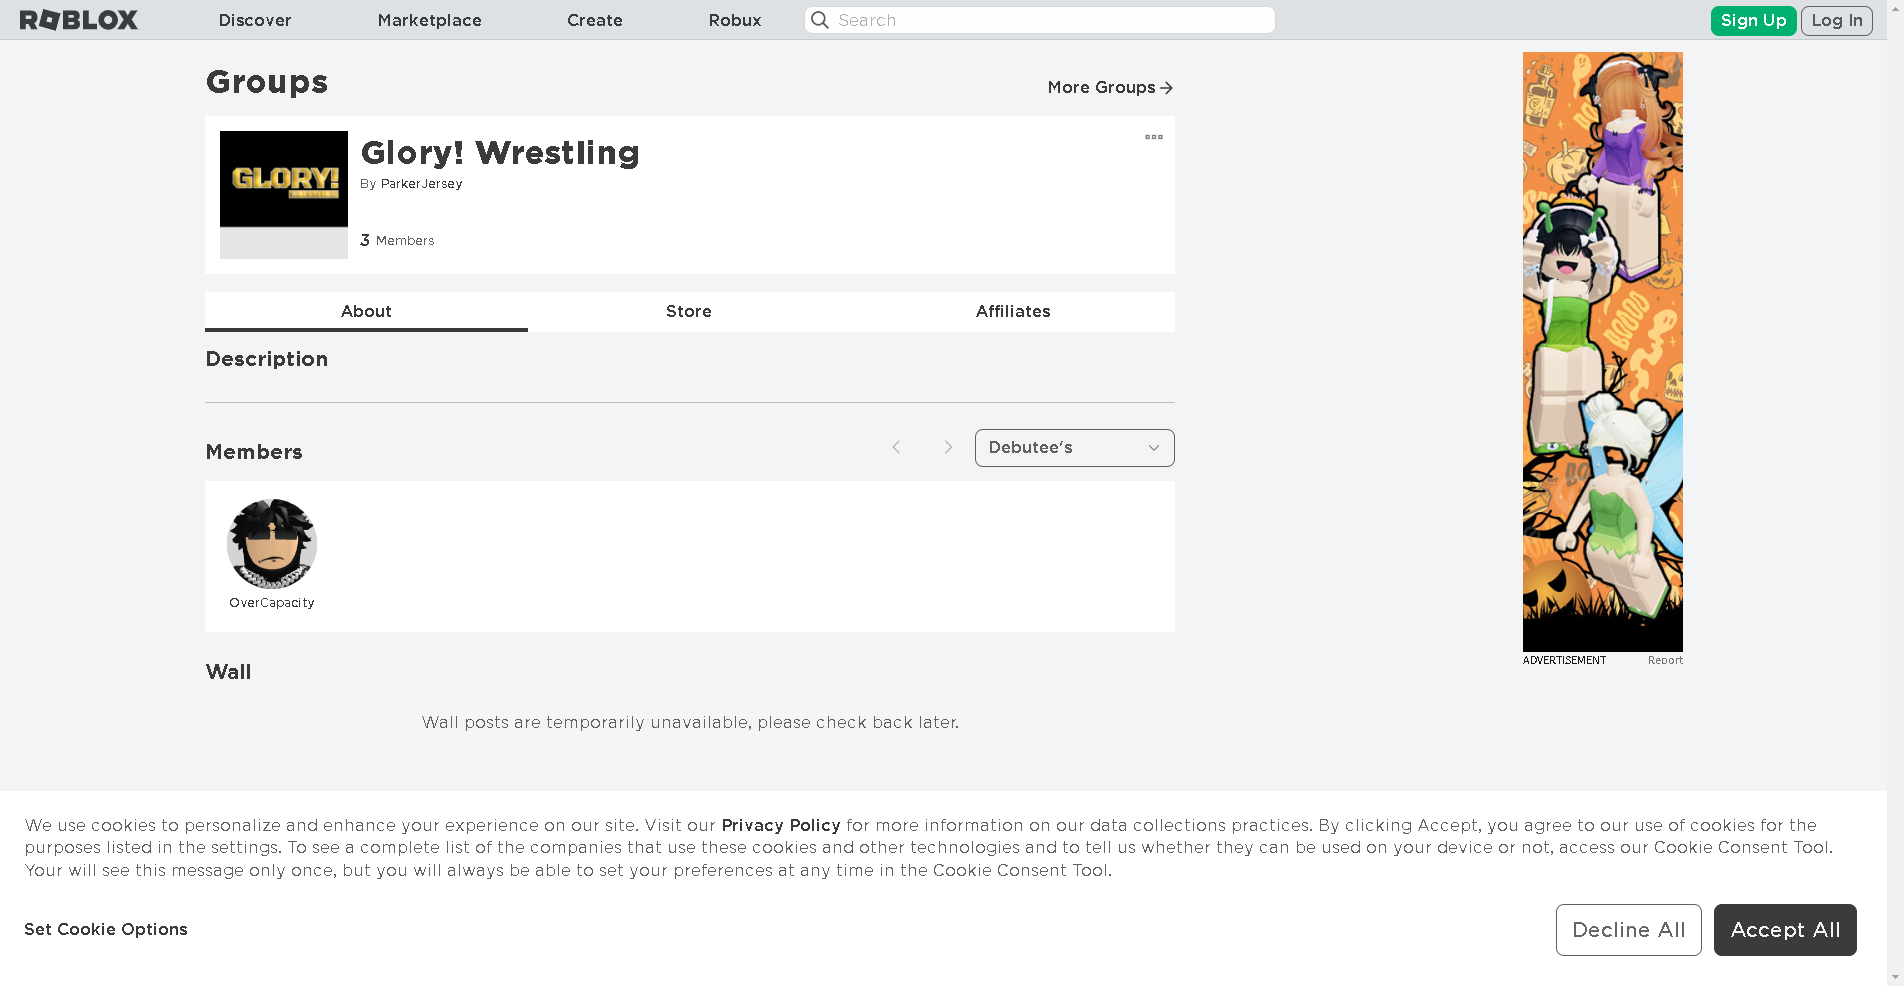 ROBLOX
Discover
Marketplace
Create
Robux
Search
Sign Up
Log In
Groups
More Groups
GLORY!
WRESTLING
Glory! Wrestling
By ParkerJersey
3 Members
About
Store
Affiliates
Description
Members
Debutee's
OverCapacity
Wall
Wall posts are temporarily unavailable, please check back later.
BOOOO
ADVERTISEMENT
Report
We use cookies to personalize and enhance your experience on our site. Visit our Privacy Policy for more information on our data collections practices. By clicking Accept, you agree to our use of cookies for the
purposes listed in the settings. To see a complete list of the companies that use these cookies and other technologies and to tell us whether they can be used on your device or not, access our Cookie Consent Tool.
Your will see this message only once, but you will always be able to set your preferences at any time in the Cookie Consent Tool.
Set Cookie Options
Decline All
Accept All